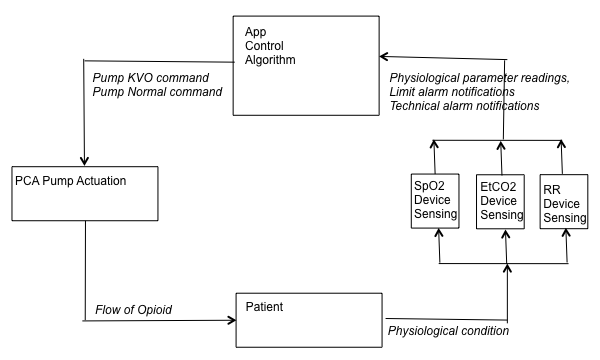 App
Control
Algorithm
Pump KVO command
Pump Normal command
Physiological parameter readings,
Limit alarm notifications
Technical alarm notifications
PCA Pump Actuation
SpO2
Device
Sensing
EtCO2
Device
Sensing
RR
Device
Sensing
Flow of Opioid
Patient
Physiological condition